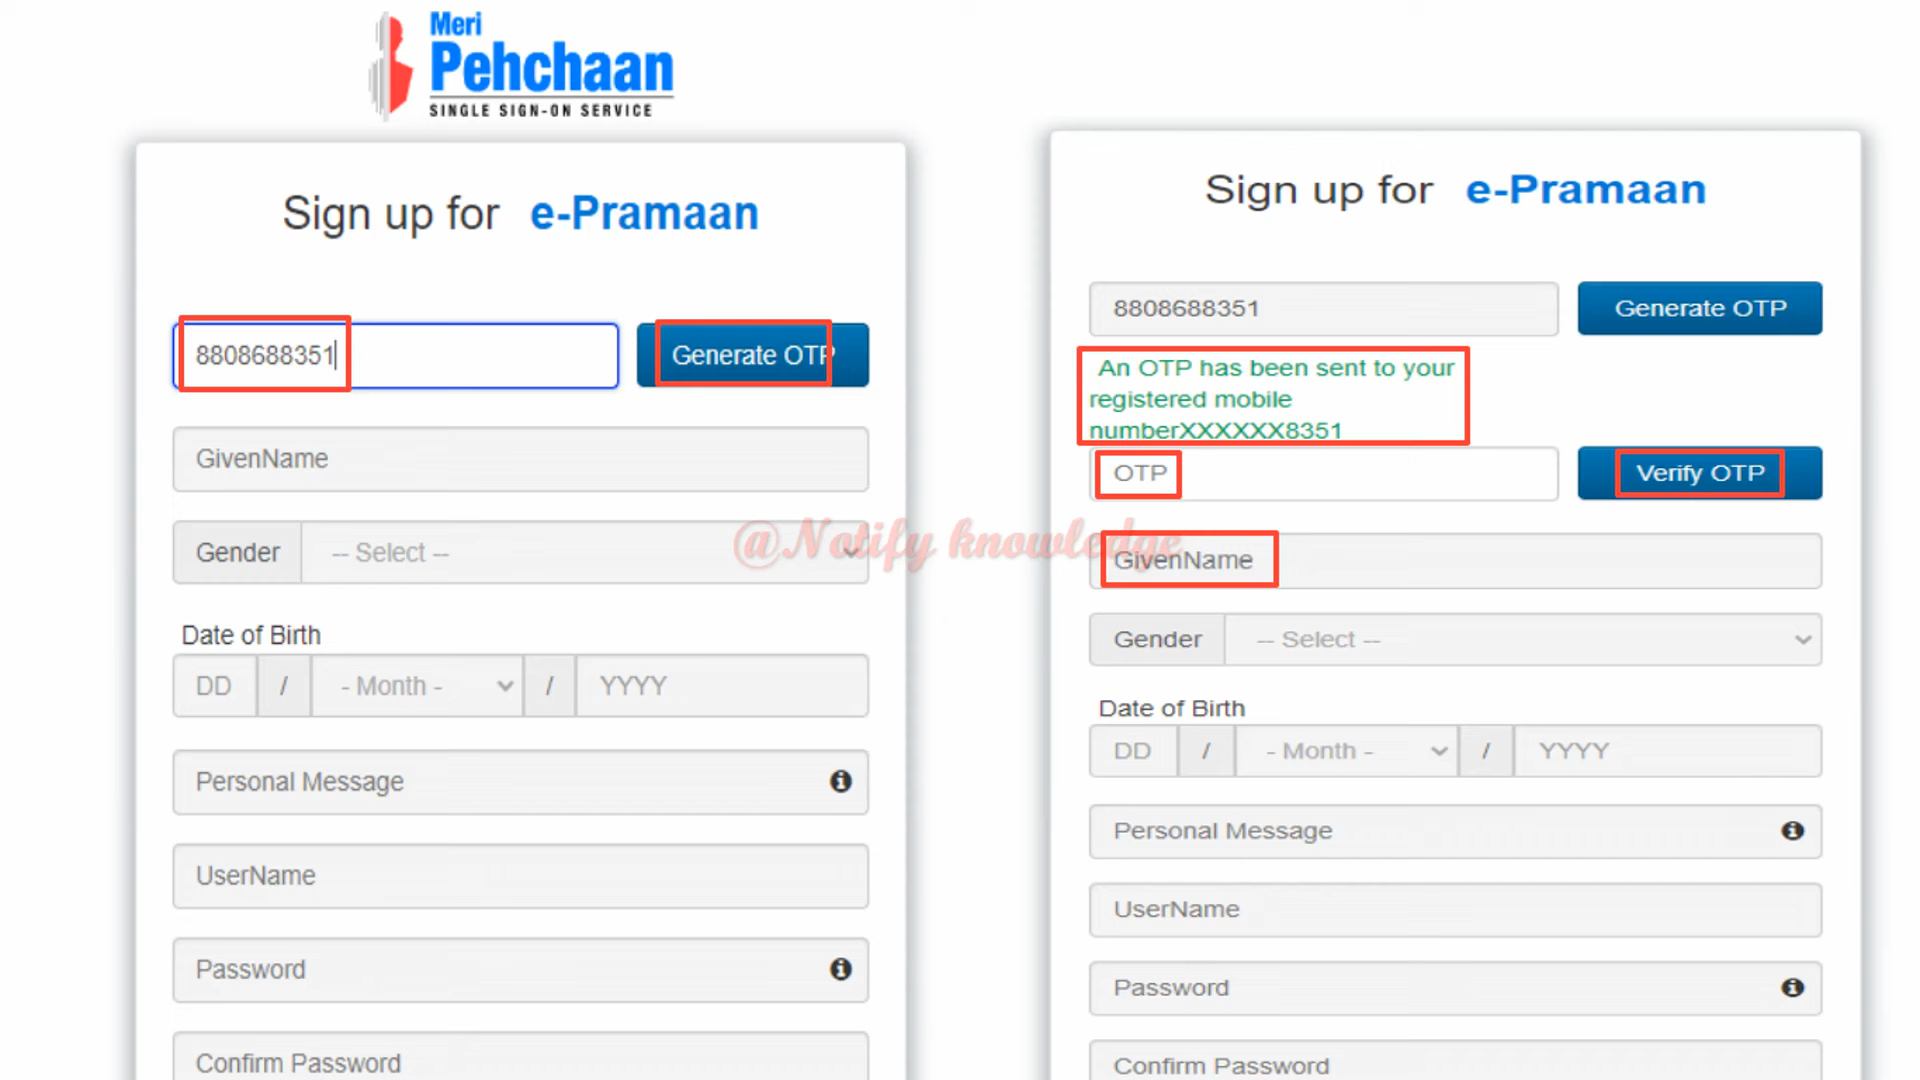 Meri
Pehchaan
SINGLE SIGN-ON SERVICE
Sign up for e-Pramaan
8808688351
Generate OTP
GivenName
Gender
-- Select --
Date of Birth
DD / - Month - / YYYY
Personal Message
UserName
Password
Confirm Password
Sign up for e-Pramaan
8808688351
Generate OTP
An OTP has been sent to your
registered mobile
numberXXXXXX8351
OTP
Verify OTP
GivenName
Gender
-- Select --
Date of Birth
DD / - Month - / YYYY
Personal Message
UserName
Password
Confirm Password
@Notify knowledge